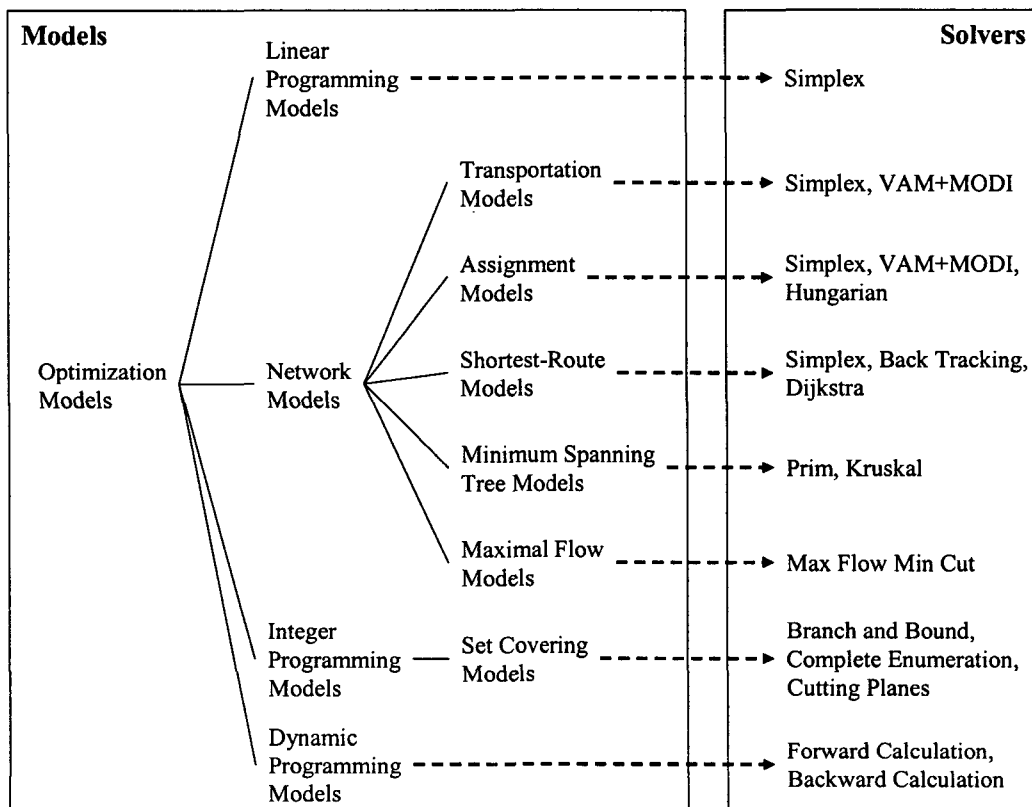 Models
Solvers
Linear
Programming
Models
Simplex
Transportation
Models
Simplex, VAM+MODI
Assignment
Models
Simplex, VAM+MODI,
Hungarian
Optimization
Models
Network
Models
Shortest-Route
Models
Simplex, Back Tracking,
Dijkstra
Minimum Spanning
Tree Models
Prim, Kruskal
Maximal Flow
Models
Max Flow Min Cut
Integer
Programming
Models
Set Covering
Models
Branch and Bound,
Complete Enumeration,
Cutting Planes
Dynamic
Programming
Models
Forward Calculation,
Backward Calculation